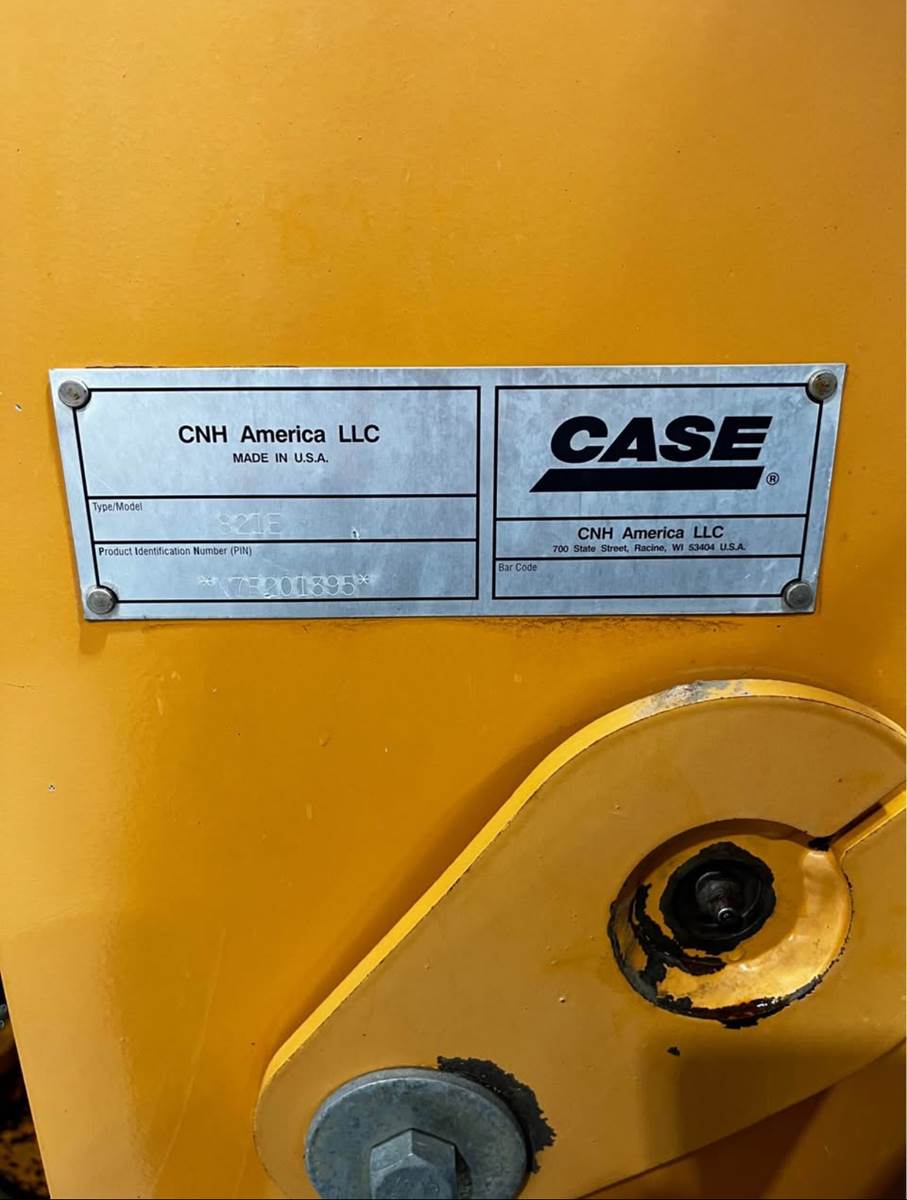 CNH America LLC
MADE IN U.S.A.
Type/Model
821E
Product Identification Number (PIN)
CASE
®
CNH America LLC
700 State Street, Racine, WI 53404 U.S.A.
Bar Code